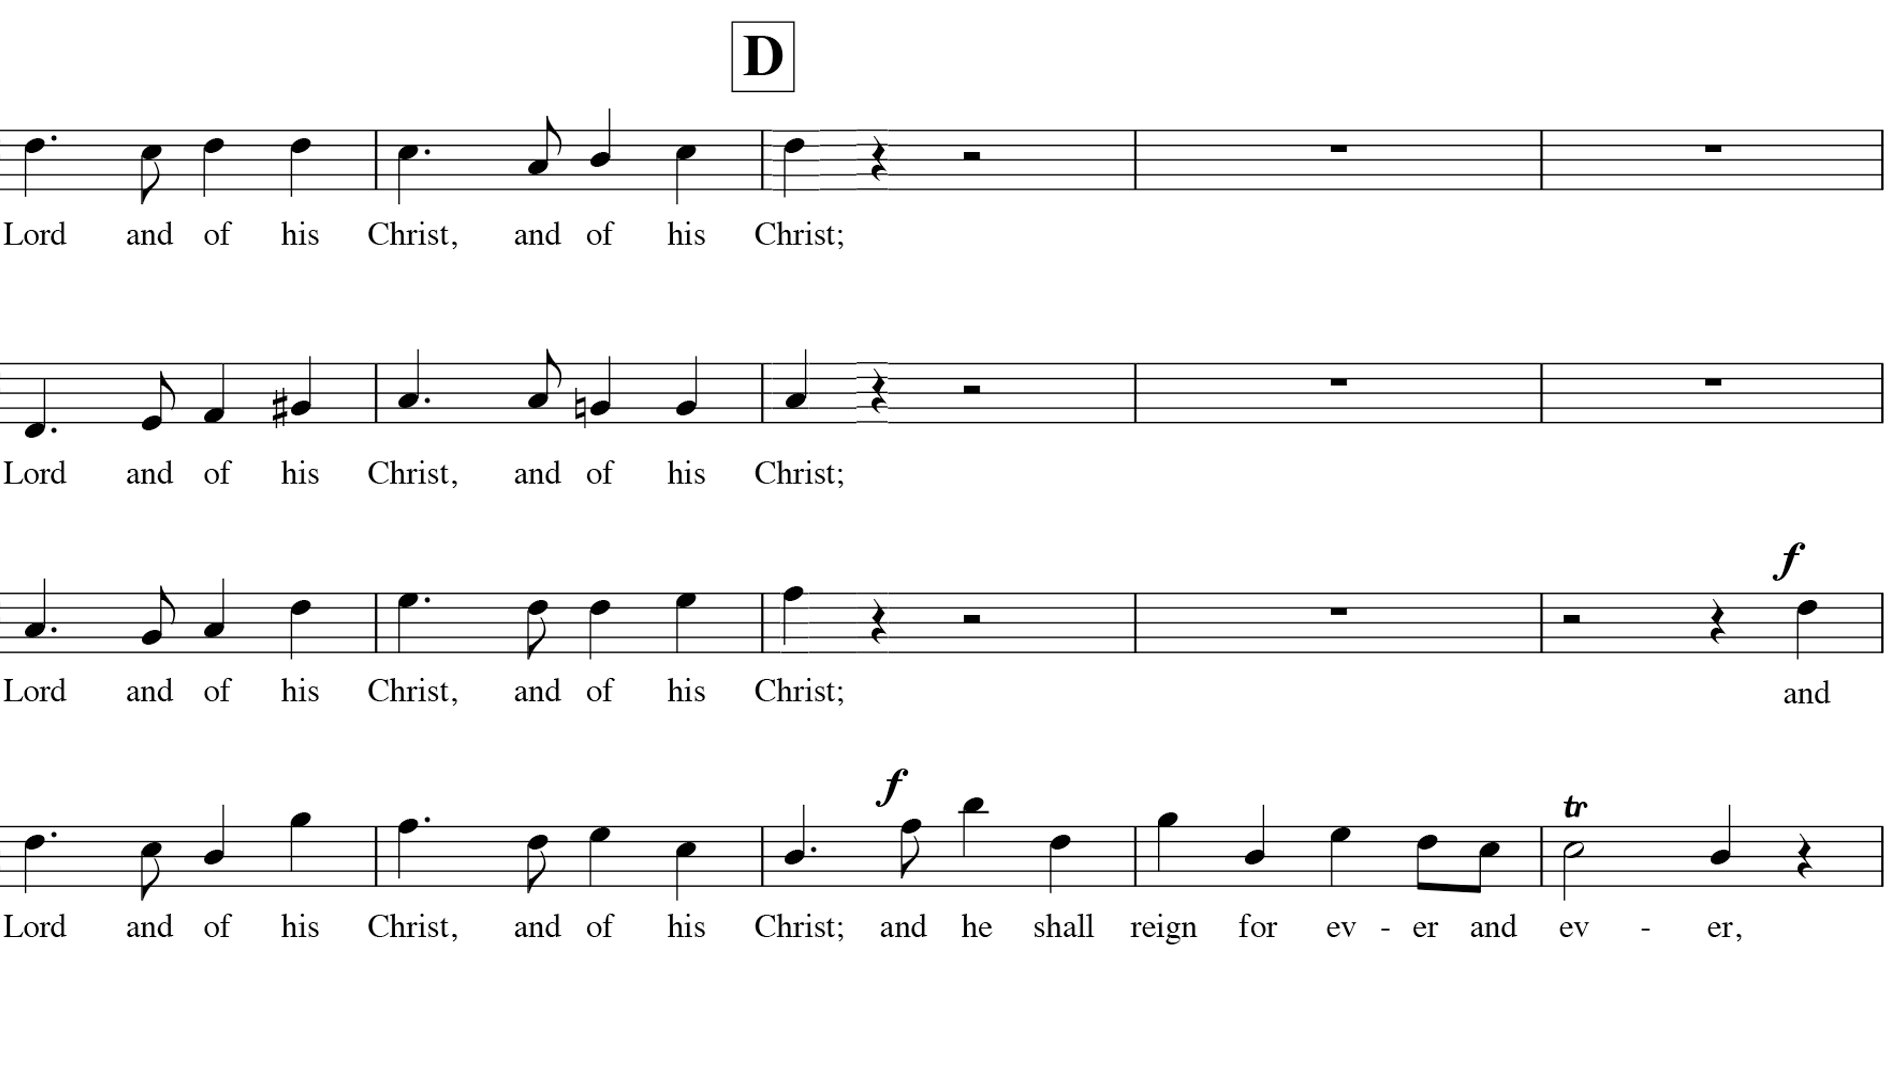 D
Lord and of his Christ, and of his Christ;
Lord and of his Christ, and of his Christ;
f
Lord and of his Christ, and of his Christ; and
f
tr
Lord and of his Christ, and of his Christ; and he shall reign for ev - er and ev - er,